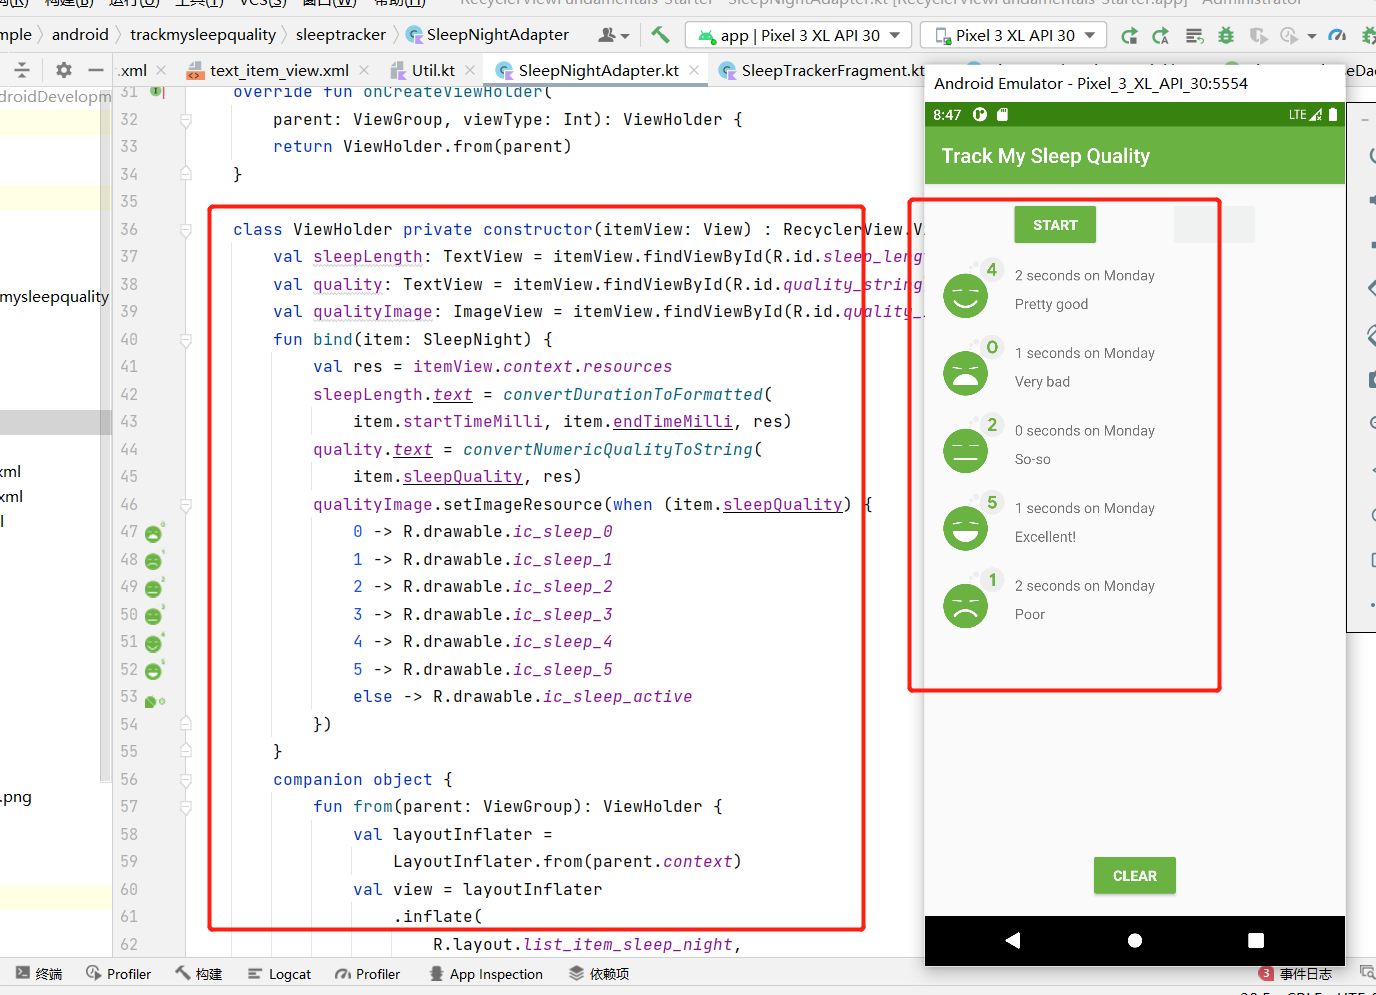 运行(U) 工具(T) VCS(S) 窗口(W) 帮助(H)
mple android trackmysleepquality sleeptracker SleepNightAdapter app | Pixel 3 XL API 30 Pixel 3 XL API 30
.xml text_item_view.xml Util.kt SleepNightAdapter.kt SleepTrackerFragment.kt
droidDevelopm
mysleepquality
xml
xml
l
.png
31 override fun onCreateViewHolder(
32 parent: ViewGroup, viewType: Int): ViewHolder {
33 return ViewHolder.from(parent)
34 }
35
36 class ViewHolder private constructor(itemView: View) : RecyclerView.V
37 val sleepLength: TextView = itemView.findViewById(R.id.sleep_leng
38 val quality: TextView = itemView.findViewById(R.id.quality_string
39 val qualityImage: ImageView = itemView.findViewById(R.id.quality_
40 fun bind(item: SleepNight) {
41 val res = itemView.context.resources
42 sleepLength.text = convertDurationToFormatted(
43 item.startTimeMilli, item.endTimeMilli, res)
44 quality.text = convertNumericQualityToString(
45 item.sleepQuality, res)
46 qualityImage.setImageResource(when (item.sleepQuality) {
47 0 -> R.drawable.ic_sleep_0
48 1 -> R.drawable.ic_sleep_1
49 2 -> R.drawable.ic_sleep_2
50 3 -> R.drawable.ic_sleep_3
51 4 -> R.drawable.ic_sleep_4
52 5 -> R.drawable.ic_sleep_5
53 else -> R.drawable.ic_sleep_active
54 })
55 }
56 companion object {
57 fun from(parent: ViewGroup): ViewHolder {
58 val layoutInflater =
59 LayoutInflater.from(parent.context)
60 val view = layoutInflater
61 .inflate(
62 R.layout.list_item_sleep_night,
Android Emulator - Pixel_3_XL_API_30:5554
8:47 LTE
Track My Sleep Quality
START
4 2 seconds on Monday
Pretty good
0 1 seconds on Monday
Very bad
2 0 seconds on Monday
So-so
5 1 seconds on Monday
Excellent!
1 2 seconds on Monday
Poor
CLEAR
终端 Profiler 构建 Logcat Profiler App Inspection 依赖项 3 事件日志